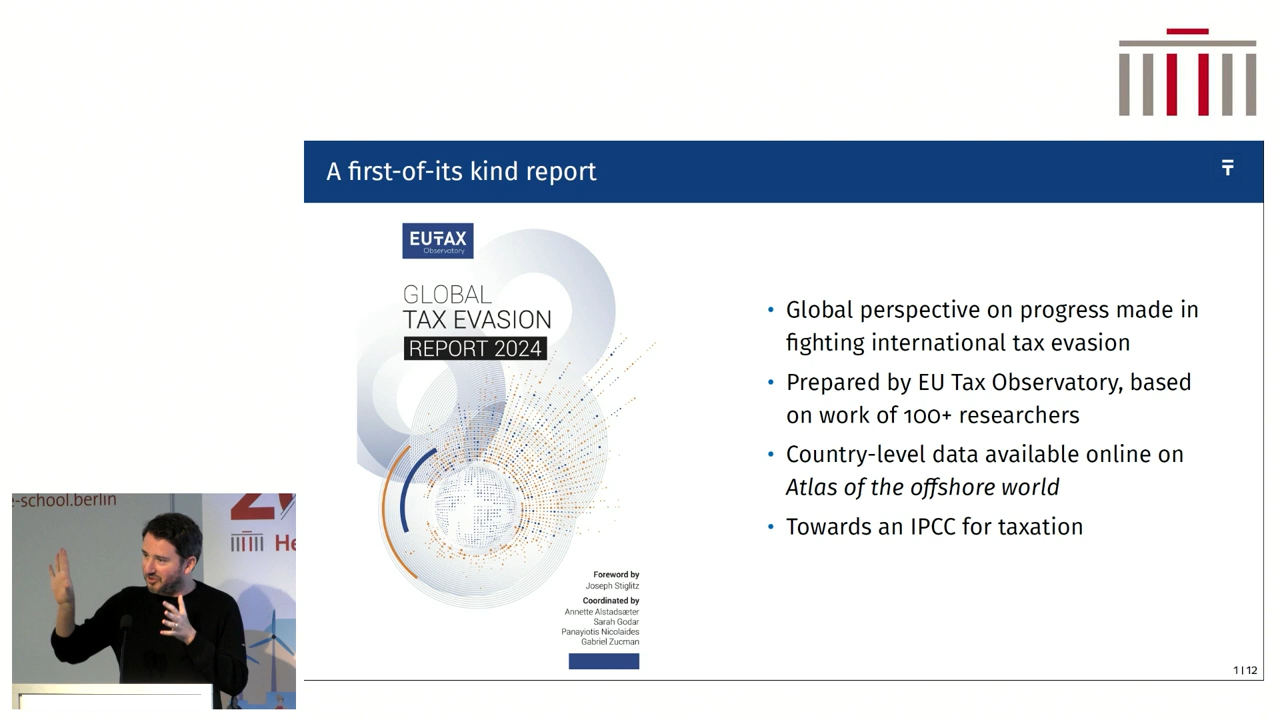 A first-of-its kind report
EUTAX
Observatory
GLOBAL
TAX EVASION
REPORT 2024
Foreword by
Joseph Stiglitz
Coordinated by
Annette Alstadsæter
Sarah Godar
Panayiotis Nicolaides
Gabriel Zucman
• Global perspective on progress made in
fighting international tax evasion
• Prepared by EU Tax Observatory, based
on work of 100+ researchers
• Country-level data available online on
Atlas of the offshore world
• Towards an IPCC for taxation
1 | 12
e-school.berlin
He